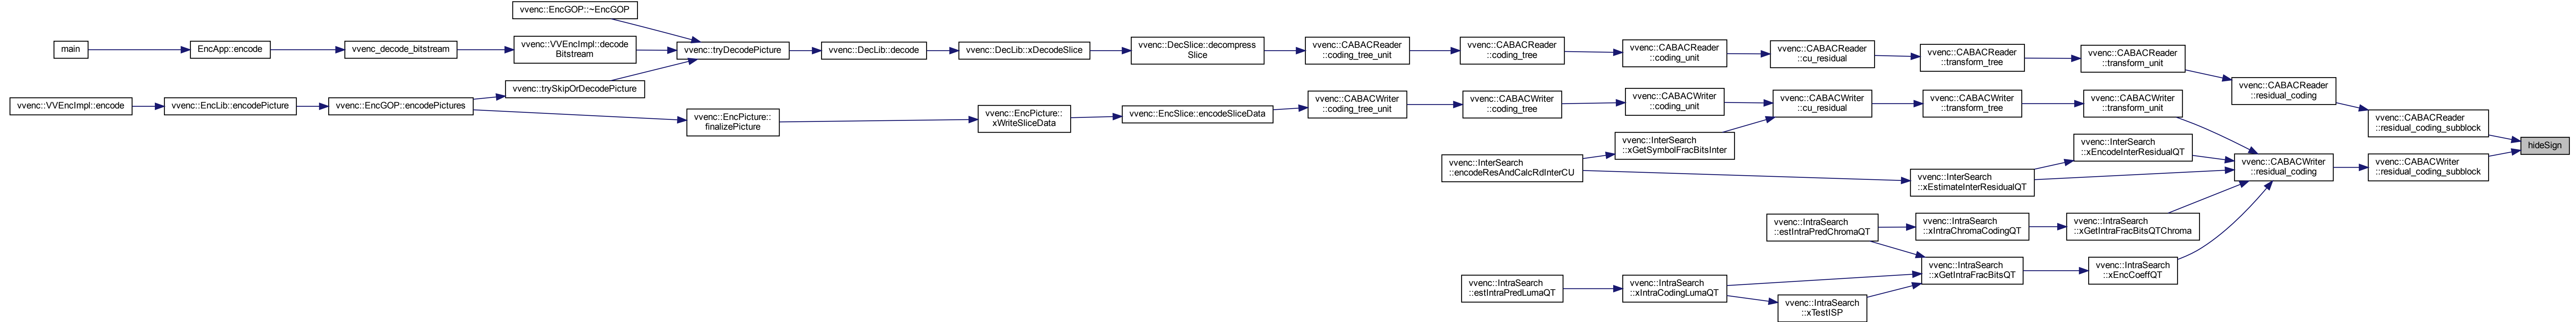 vvenc::EncGOP::~EncGOP
main
EncApp::encode
vvenc_decode_bitstream
vvenc::VVEncImpl::decode
Bitstream
vvenc::tryDecodePicture
vvenc::DecLib::decode
vvenc::DecLib::xDecodeSlice
vvenc::DecSlice::decompress
Slice
vvenc::CABACReader
::coding_tree_unit
vvenc::CABACReader
::coding_tree
vvenc::CABACReader
::coding_unit
vvenc::CABACReader
::cu_residual
vvenc::CABACReader
::transform_tree
vvenc::CABACReader
::transform_unit
vvenc::CABACReader
::residual_coding
vvenc::CABACReader
::residual_coding_subblock
hideSign
vvenc::trySkipOrDecodePicture
vvenc::VVEncImpl::encode
vvenc::EncLib::encodePicture
vvenc::EncGOP::encodePictures
vvenc::EncPicture::
finalizePicture
vvenc::EncPicture::
xWriteSliceData
vvenc::EncSlice::encodeSliceData
vvenc::CABACWriter
::coding_tree_unit
vvenc::CABACWriter
::coding_tree
vvenc::CABACWriter
::coding_unit
vvenc::CABACWriter
::cu_residual
vvenc::CABACWriter
::transform_tree
vvenc::CABACWriter
::transform_unit
vvenc::InterSearch
::xGetSymbolFracBitsInter
vvenc::InterSearch
::encodeResAndCalcRdInterCU
vvenc::InterSearch
::xEncodeInterResidualQT
vvenc::InterSearch
::xEstimateInterResidualQT
vvenc::CABACWriter
::residual_coding
vvenc::CABACWriter
::residual_coding_subblock
vvenc::IntraSearch
::estIntraPredChromaQT
vvenc::IntraSearch
::xIntraChromaCodingQT
vvenc::IntraSearch
::xGetIntraFracBitsQTChroma
vvenc::IntraSearch
::xGetIntraFracBitsQT
vvenc::IntraSearch
::xEncCoeffQT
vvenc::IntraSearch
::estIntraPredLumaQT
vvenc::IntraSearch
::xIntraCodingLumaQT
vvenc::IntraSearch
::xTestISP